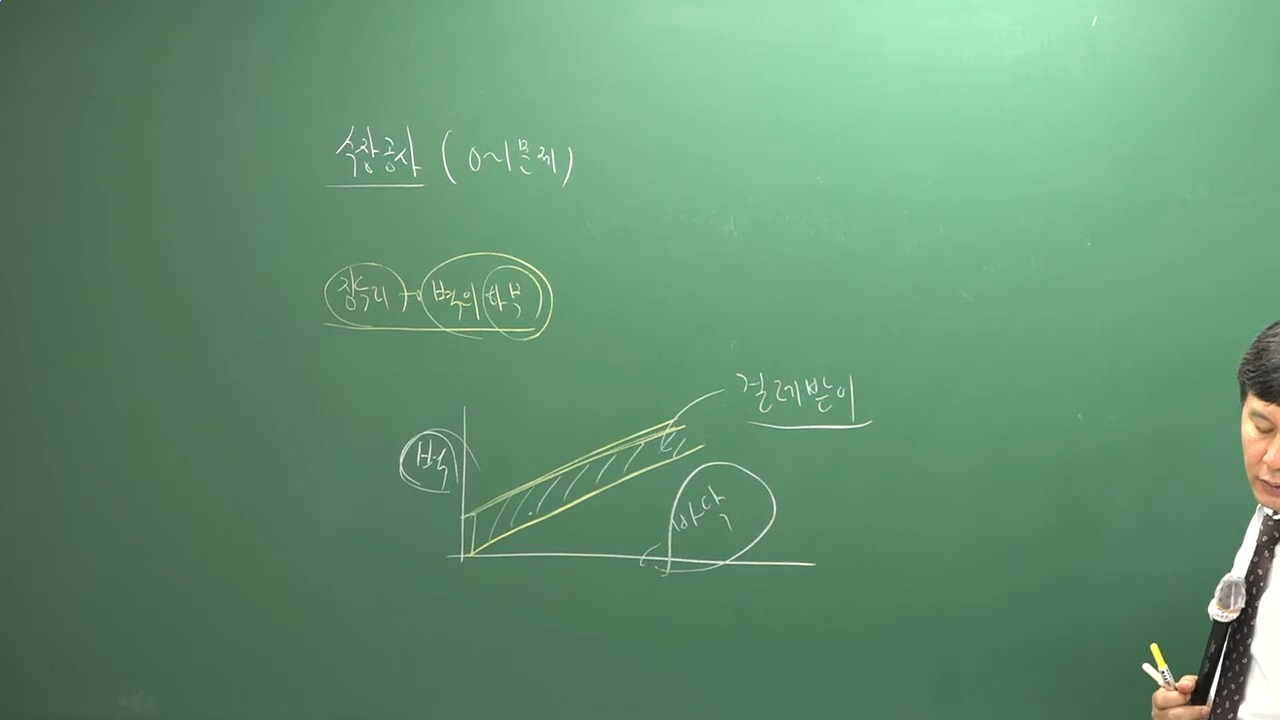 수장공사 (0~1문제)
징두리 → 벽의 하부
걸레받이
벽
바닥